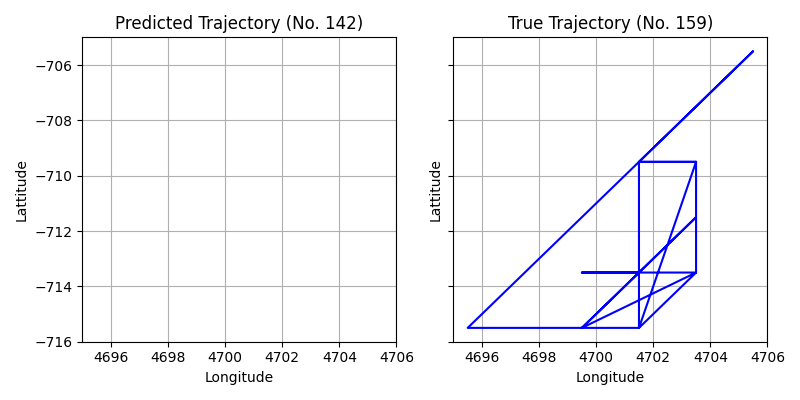 Predicted Trajectory (No. 142)
True Trajectory (No. 159)
−706
−708
−710
−712
−714
−716
Lattitude
Lattitude
4696 4698 4700 4702 4704 4706
4696 4698 4700 4702 4704 4706
Longitude
Longitude